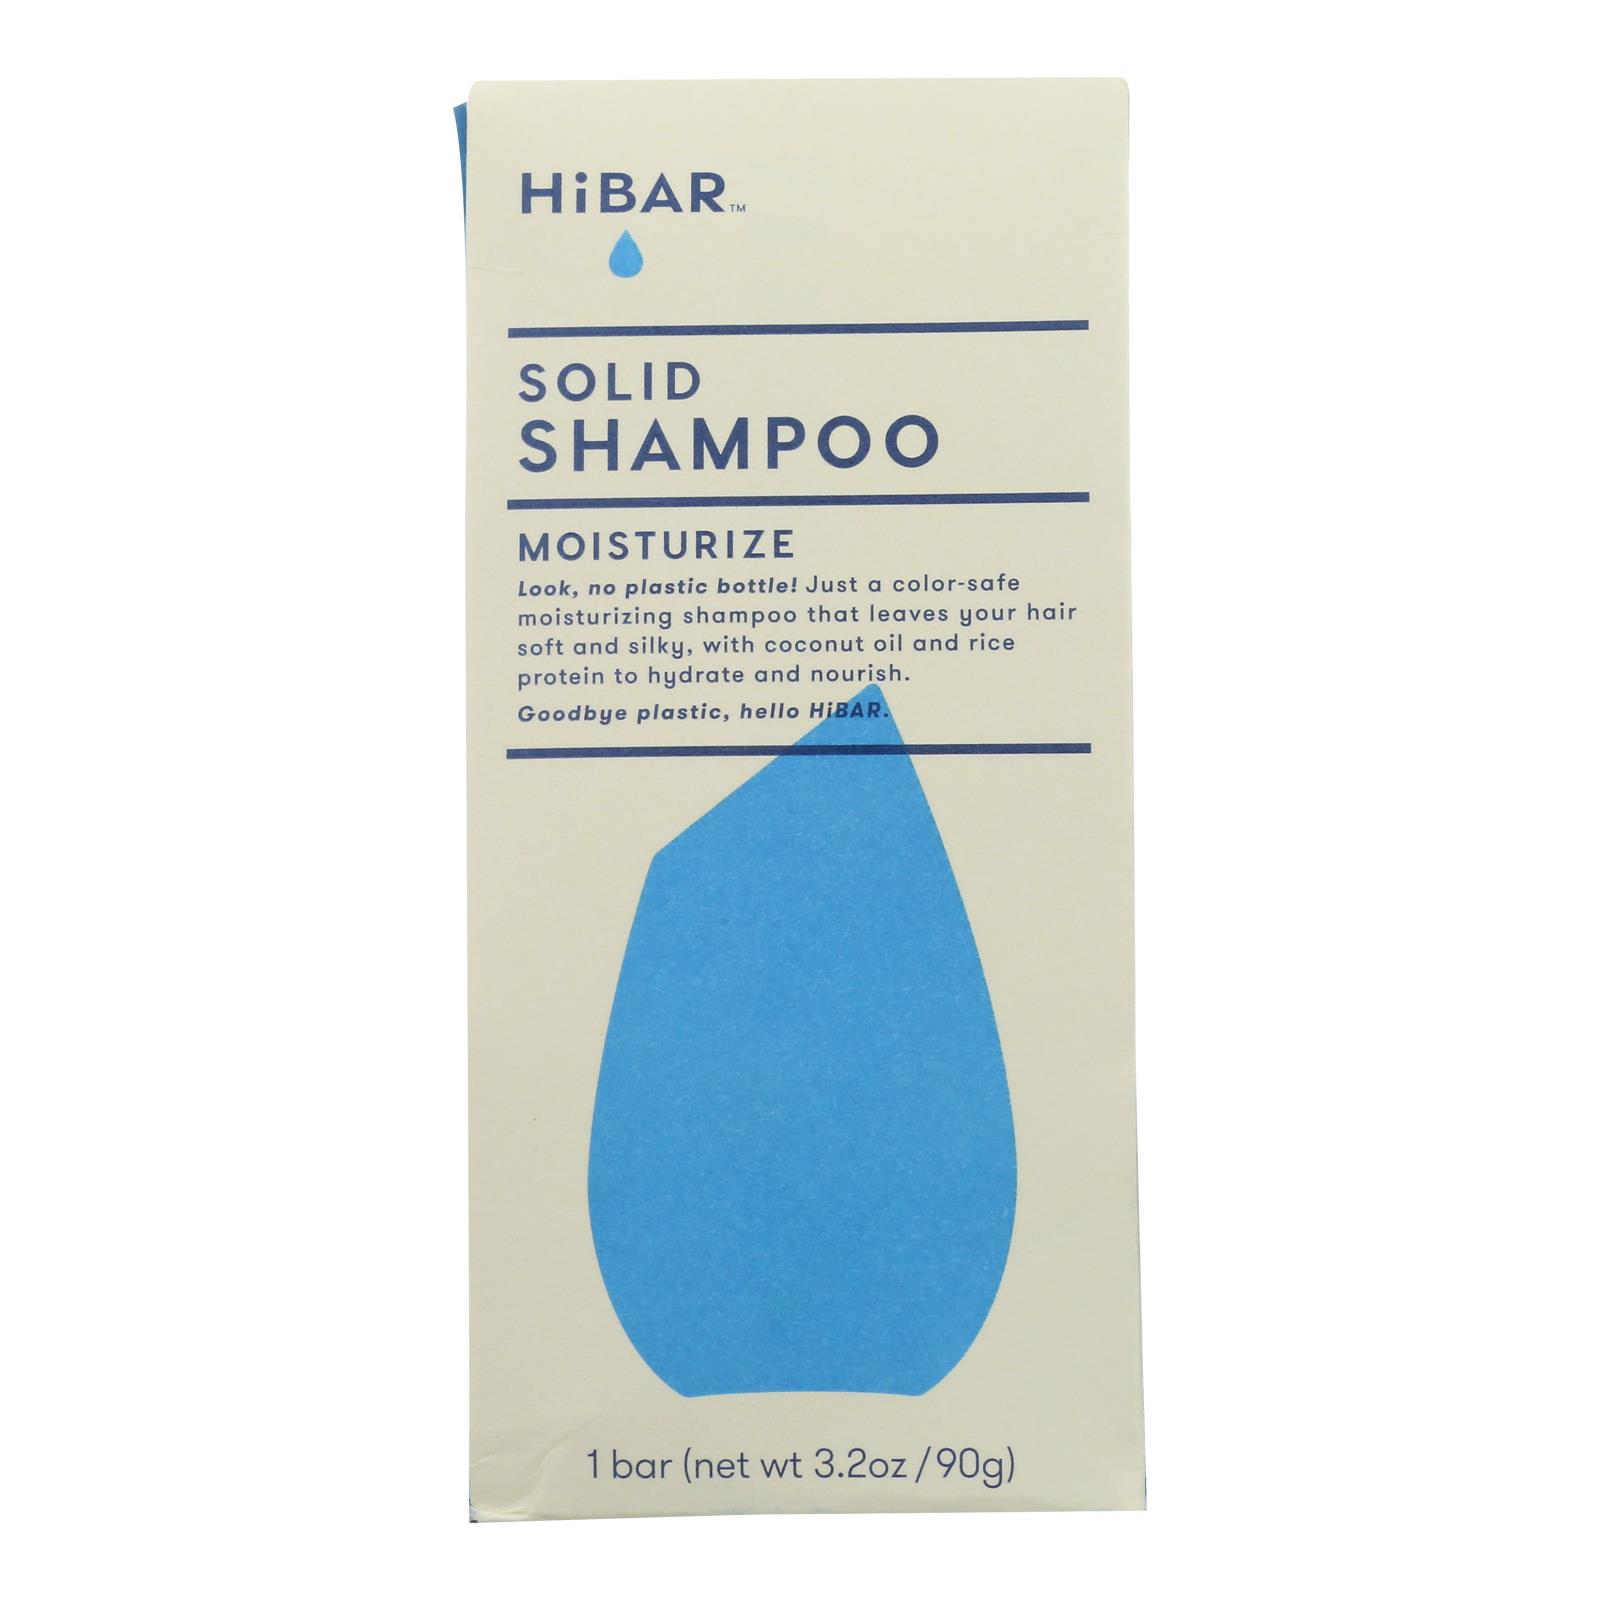 HiBAR™
SOLID
SHAMPOO
MOISTURIZE
Look, no plastic bottle! Just a color-safe
moisturizing shampoo that leaves your hair
soft and silky, with coconut oil and rice
protein to hydrate and nourish.
Goodbye plastic, hello HiBAR.
1 bar (net wt 3.2oz / 90g)